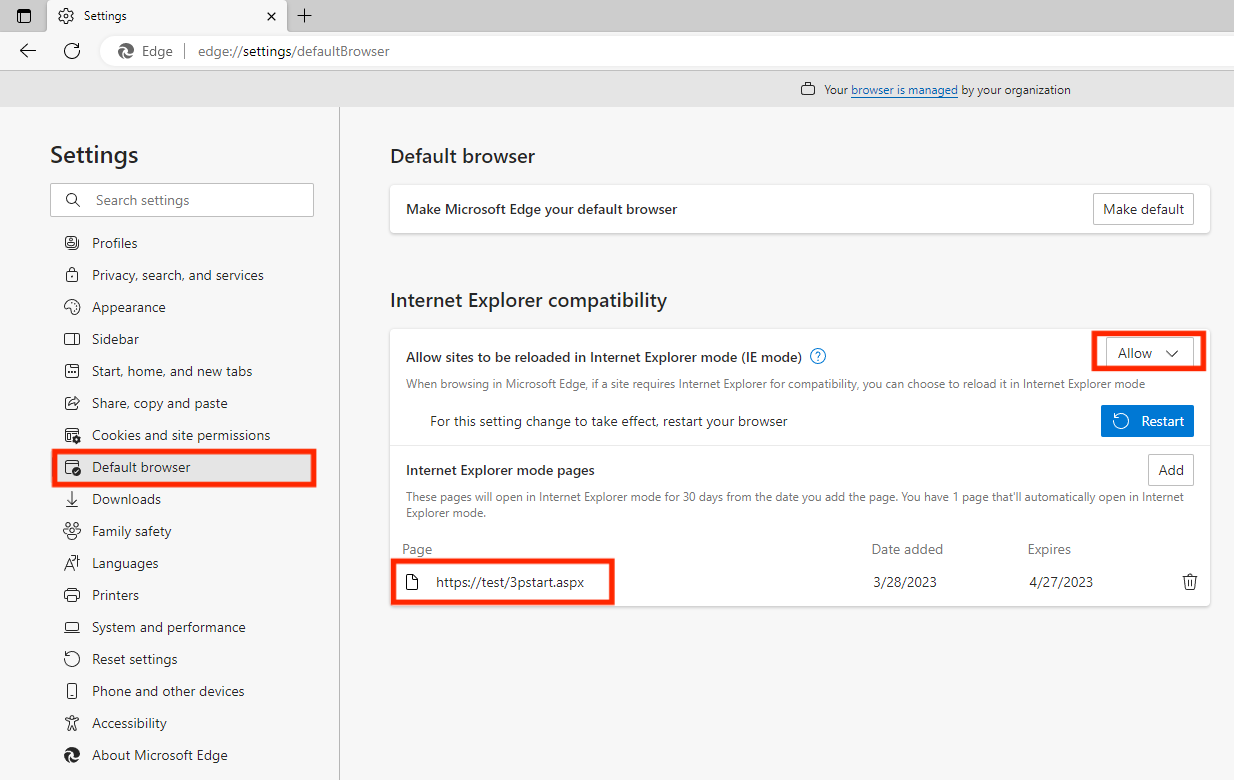 Settings
Edge
edge://settings/defaultBrowser
Your browser is managed by your organization
Settings
Search settings
Profiles
Privacy, search, and services
Appearance
Sidebar
Start, home, and new tabs
Share, copy and paste
Cookies and site permissions
Default browser
Downloads
Family safety
Languages
Printers
System and performance
Reset settings
Phone and other devices
Accessibility
About Microsoft Edge
Default browser
Make Microsoft Edge your default browser
Make default
Internet Explorer compatibility
Allow sites to be reloaded in Internet Explorer mode (IE mode)
Allow
When browsing in Microsoft Edge, if a site requires Internet Explorer for compatibility, you can choose to reload it in Internet Explorer mode
For this setting change to take effect, restart your browser
Restart
Internet Explorer mode pages
Add
These pages will open in Internet Explorer mode for 30 days from the date you add the page. You have 1 page that'll automatically open in Internet
Explorer mode.
Page Date added Expires
https://test/3pstart.aspx 3/28/2023 4/27/2023